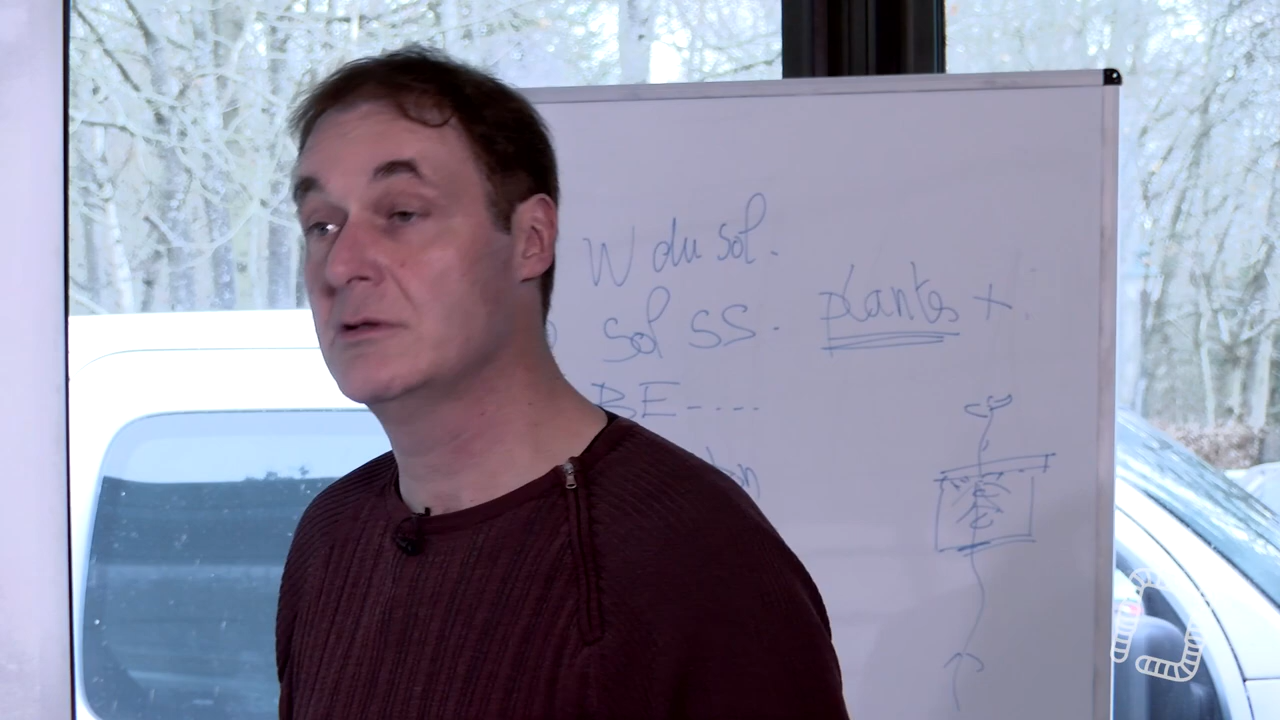 W du sol.
sol SS. plantes +
BE----